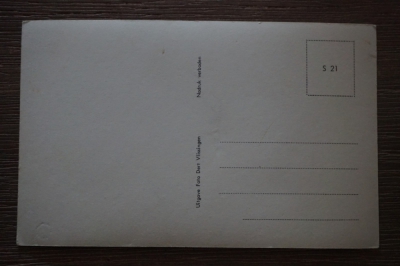 Uitgave Foto Dert Vlissingen
Nadruk verboden
S 21